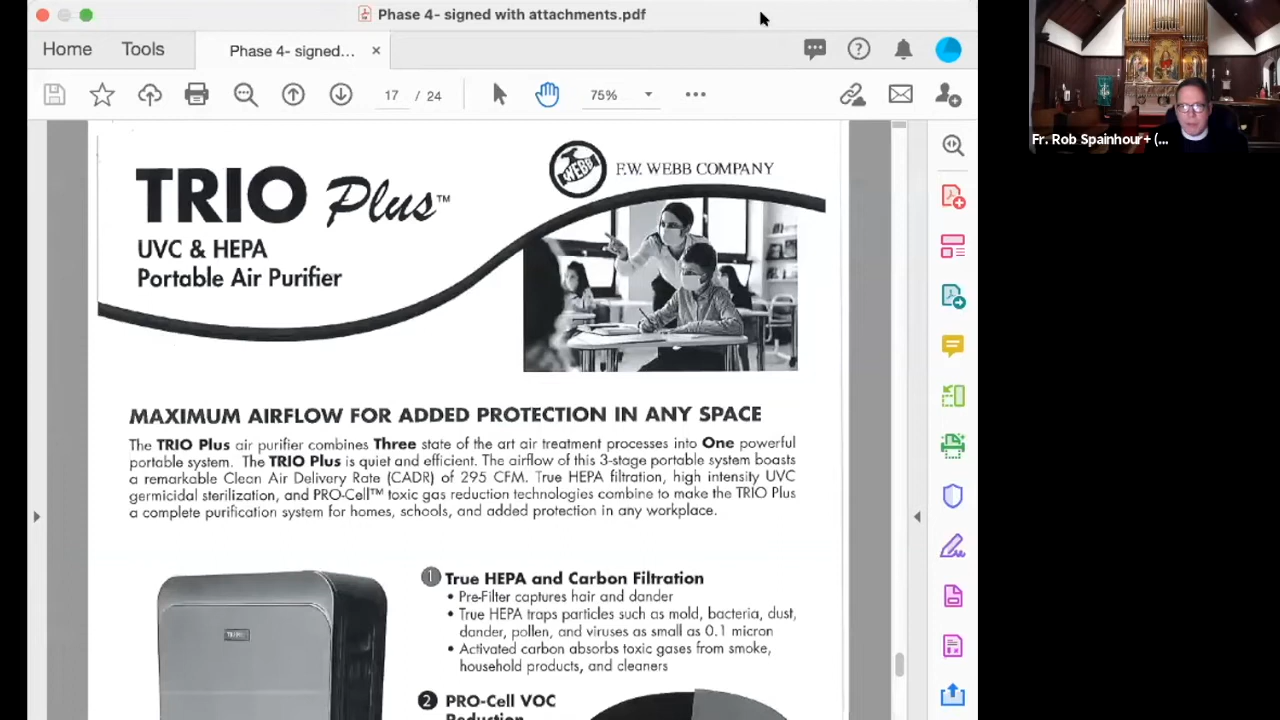 Phase 4- signed with attachments.pdf
Home
Tools
Phase 4- signed...
17 / 24
75%
Fr. Rob Spainhour+ (...
WEBB
F.W. WEBB COMPANY
TRIO Plus™
UVC & HEPA
Portable Air Purifier
MAXIMUM AIRFLOW FOR ADDED PROTECTION IN ANY SPACE
The TRIO Plus air purifier combines Three state of the art air treatment processes into One powerful
portable system. The TRIO Plus is quiet and efficient. The airflow of this 3-stage portable system boasts
a remarkable Clean Air Delivery Rate (CADR) of 295 CFM. True HEPA filtration, high intensity UVC
germicidal sterilization, and PRO-Cell™ toxic gas reduction technologies combine to make the TRIO Plus
a complete purification system for homes, schools, and added protection in any workplace.
1 True HEPA and Carbon Filtration
• Pre-Filter captures hair and dander
• True HEPA traps particles such as mold, bacteria, dust,
dander, pollen, and viruses as small as 0.1 micron
• Activated carbon absorbs toxic gases from smoke,
household products, and cleaners
2 PRO-Cell VOC
Reduction